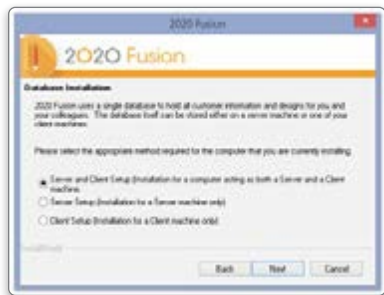 2020 Fusion
2020 Fusion
Database Installation
2020 Fusion uses a single database to hold all customer information and designs for you and
your colleagues. The database itself can be stored either on a server machine or one of your
client machines.
Please select the appropriate method required for the computer that you are currently installing.
Server and Client Setup (Installation for a computer acting as both a Server and a Client
machine.
Server Setup (Installation for a Server machine only)
Client Setup (Installation for a Client machine only)
Back Next Cancel